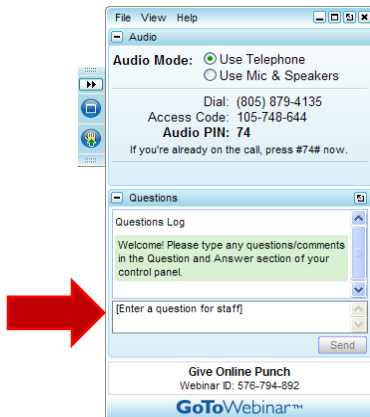 File View Help
Audio
Audio Mode: Use Telephone
Use Mic & Speakers
Dial: (805) 879-4135
Access Code: 105-748-644
Audio PIN: 74
If you're already on the call, press #74# now.
Questions
Questions Log
Welcome! Please type any questions/comments
in the Question and Answer section of your
control panel.
[Enter a question for staff]
Send
Give Online Punch
Webinar ID: 576-794-892
GoToWebinar™